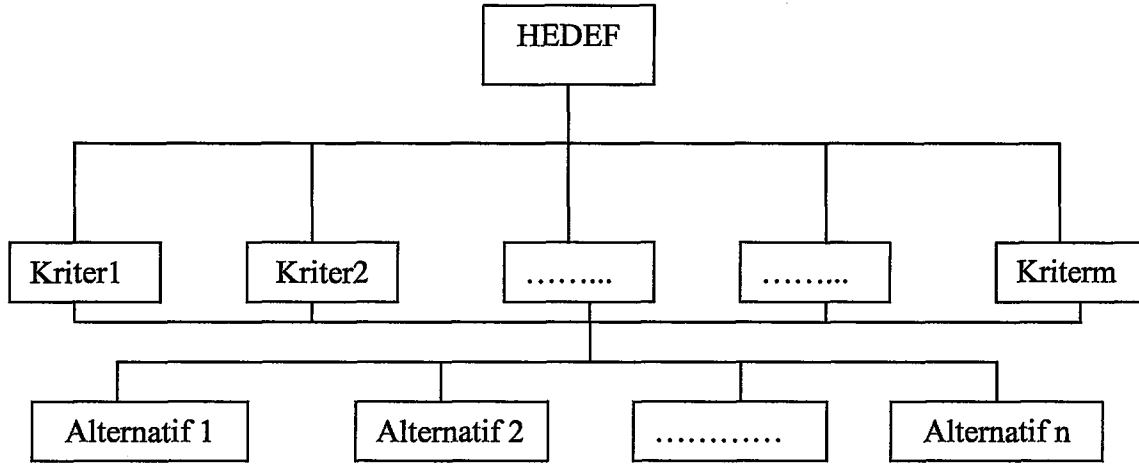 HEDEF
Kriter1 Kriter2 ……... ……... Kriterm
Alternatif 1 Alternatif 2 ………… Alternatif n